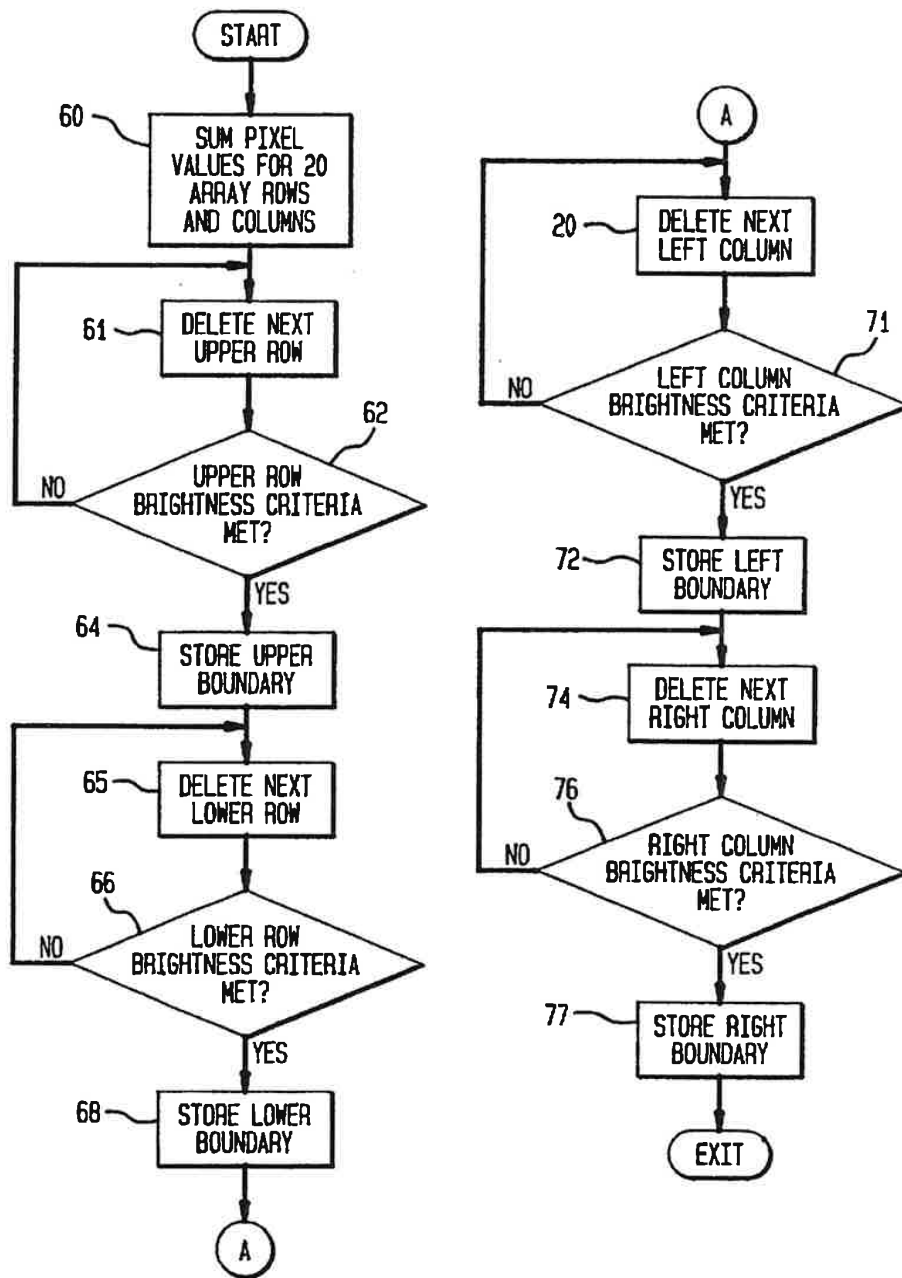 START
60
SUM PIXEL
VALUES FOR 20
ARRAY ROWS
AND COLUMNS
61
DELETE NEXT
UPPER ROW
62
UPPER ROW
BRIGHTNESS CRITERIA
MET?
NO
YES
64
STORE UPPER
BOUNDARY
65
DELETE NEXT
LOWER ROW
66
LOWER ROW
BRIGHTNESS CRITERIA
MET?
NO
YES
68
STORE LOWER
BOUNDARY
A
A
20
DELETE NEXT
LEFT COLUMN
71
LEFT COLUMN
BRIGHTNESS CRITERIA
MET?
NO
YES
72
STORE LEFT
BOUNDARY
74
DELETE NEXT
RIGHT COLUMN
76
RIGHT COLUMN
BRIGHTNESS CRITERIA
MET?
NO
YES
77
STORE RIGHT
BOUNDARY
EXIT